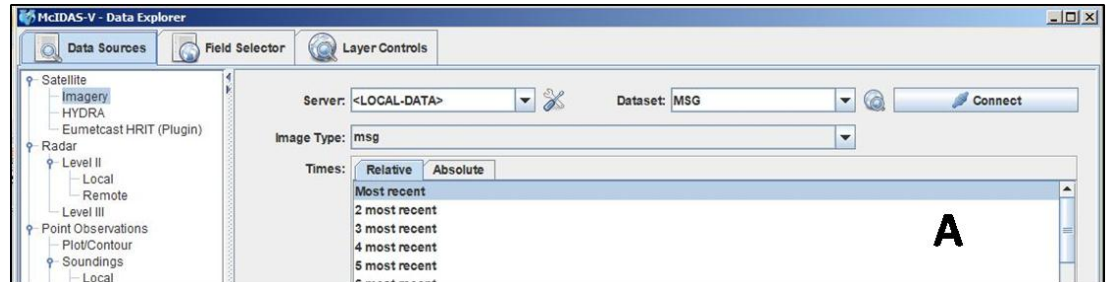 McIDAS-V - Data Explorer
Data Sources Field Selector Layer Controls
Satellite
Imagery
HYDRA
Eumetcast HRIT (Plugin)
Radar
Level II
Local
Remote
Level III
Point Observations
Plot/Contour
Soundings
Local
Server: <LOCAL-DATA> Dataset: MSG Connect
Image Type: msg
Times: Relative Absolute
Most recent
2 most recent
3 most recent
4 most recent
5 most recent
A